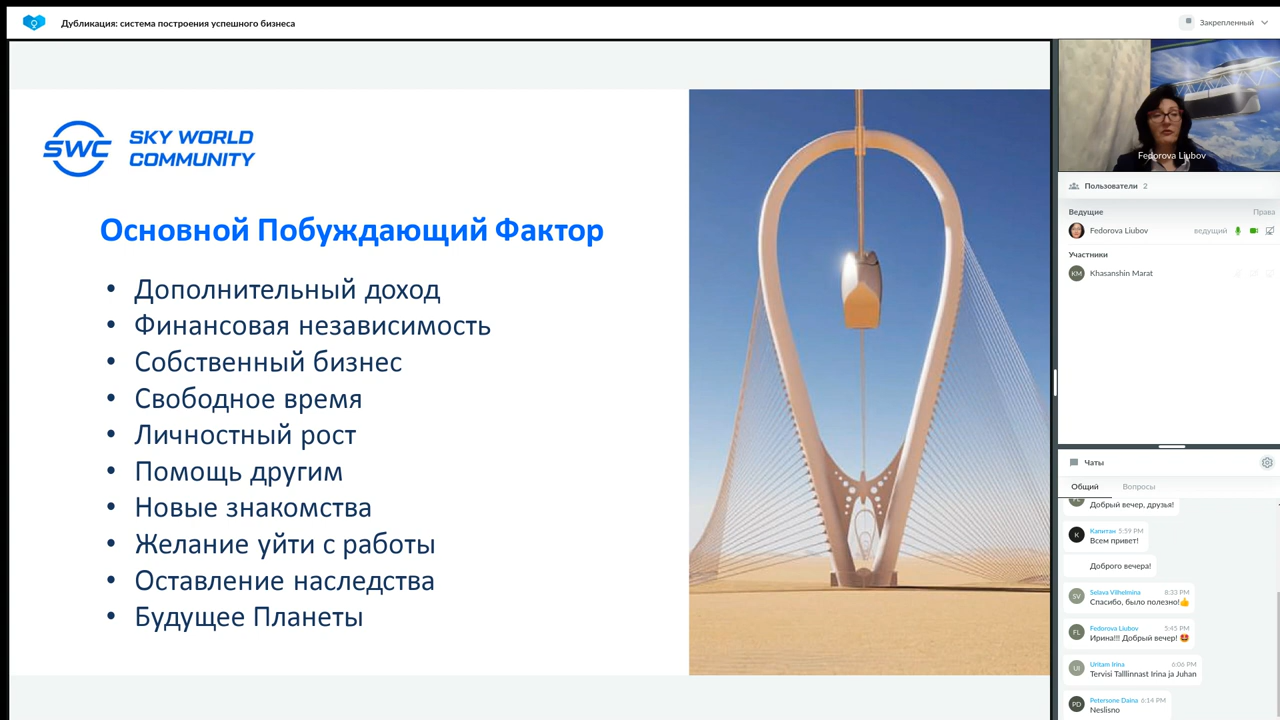 Дубликация: система построения успешного бизнеса
Закрепленный
SWC
SKY WORLD
COMMUNITY
Основной Побуждающий Фактор
• Дополнительный доход
• Финансовая независимость
• Собственный бизнес
• Свободное время
• Личностный рост
• Помощь другим
• Новые знакомства
• Желание уйти с работы
• Оставление наследства
• Будущее Планеты
Fedorova Liubov
Пользователи 2
Ведущие Права
Fedorova Liubov ведущий
Участники
KM Khasanshin Marat
Чаты
Общий Вопросы
Добрый вечер, друзья!
K Капитан 5:59 PM
Всем привет!
Доброго вечера!
SV Selava Vilhelmina 8:33 PM
Спасибо, было полезно!👍
FL Fedorova Liubov 5:45 PM
Ирина!!! Добрый вечер! 🤩
UI Uritam Irina 6:06 PM
Tervisi Talllinnast Irina ja Juhan
PD Petersone Daina 6:14 PM
Neslisno